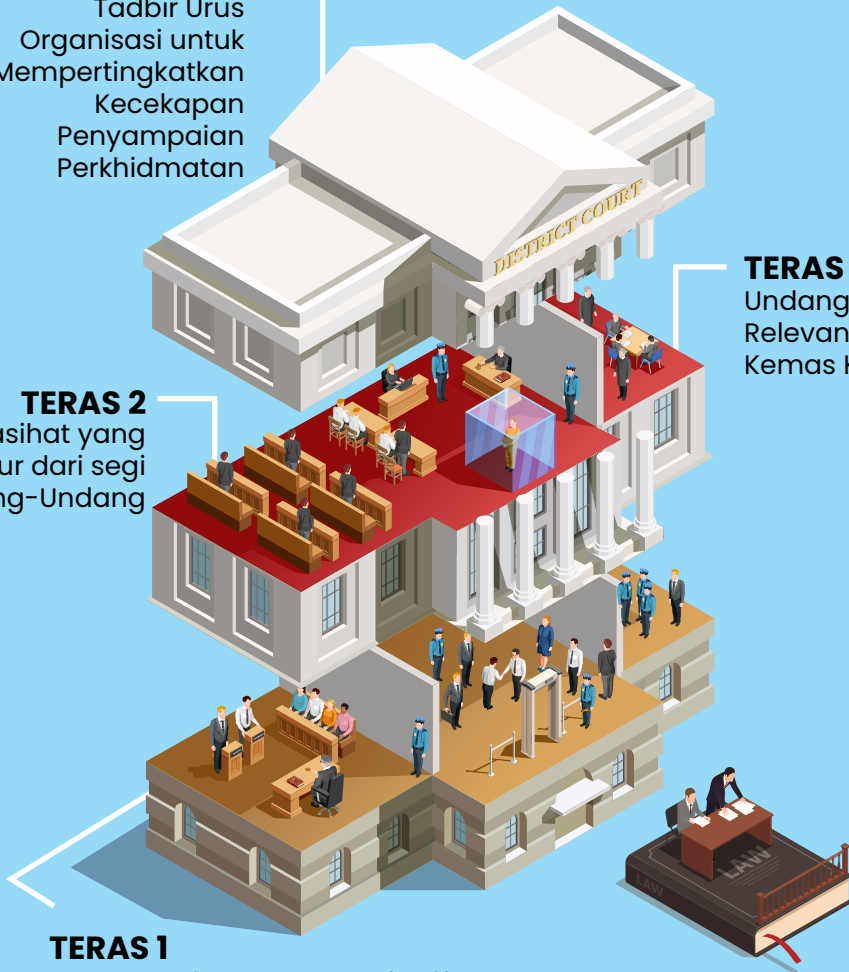 Tadbir Urus
Organisasi untuk
Mempertingkatkan
Kecekapan
Penyampaian
Perkhidmatan
DISTRICT COURT
TERAS
Undang
Relevan
Kemas
TERAS 2
asihat yang
ur dari segi
ng-Undang
LAW
LAW
TERAS 1